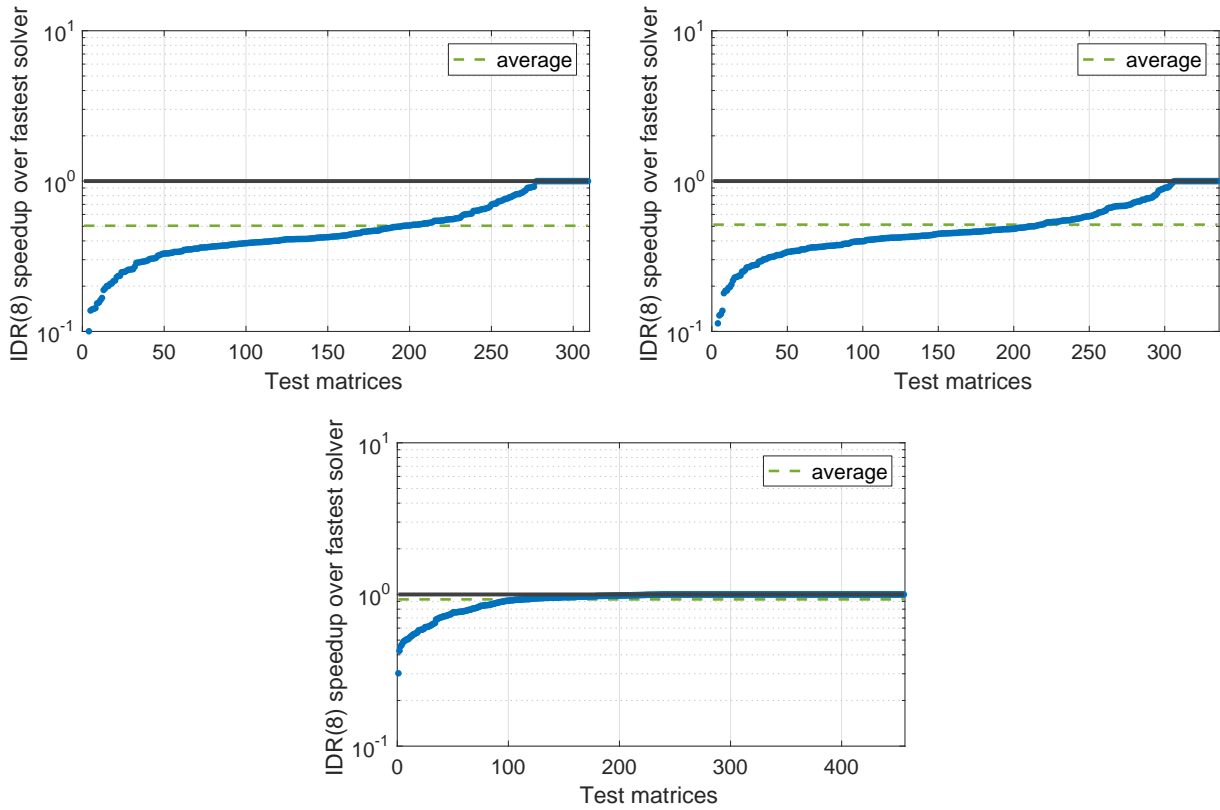 IDR(8) speedup over fastest solver
10^1
10^0
10^-1
average
0 50 100 150 200 250 300
Test matrices
IDR(8) speedup over fastest solver
10^1
10^0
10^-1
average
0 50 100 150 200 250 300
Test matrices
IDR(8) speedup over fastest solver
10^1
10^0
10^-1
average
0 100 200 300 400
Test matrices